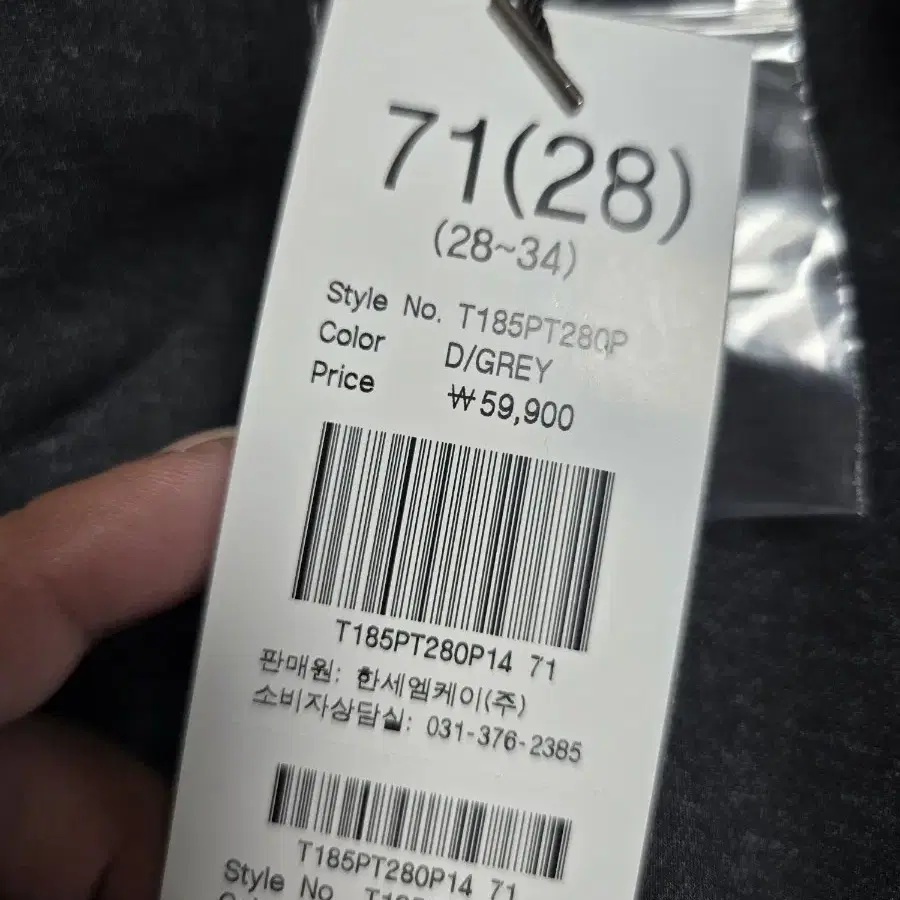 71(28)
(28~34)
Style No. T185PT280P
Color D/GREY
Price ₩59,900
T185PT280P14 71
판매원: 한세엠케이(주)
소비자상담실: 031-376-2385
T185PT280P14 71
Style No